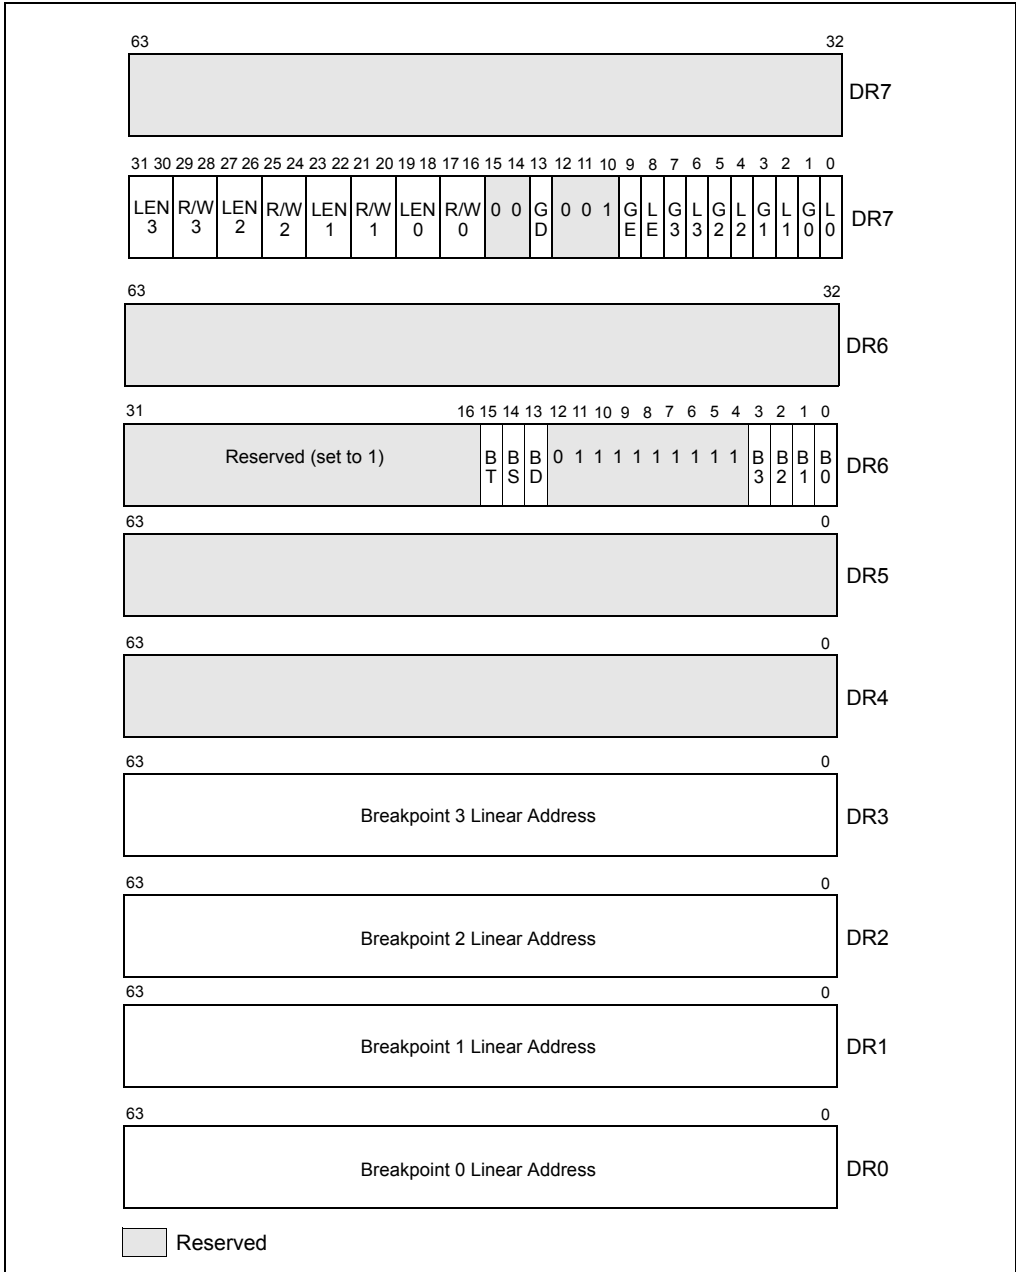 63 32
DR7
31 30 29 28 27 26 25 24 23 22 21 20 19 18 17 16 15 14 13 12 11 10 9 8 7 6 5 4 3 2 1 0
LEN 3 R/W 3 LEN 2 R/W 2 LEN 1 R/W 1 LEN 0 R/W 0 0 0 G D 0 0 1 G E L E G 3 L 3 G 2 L 2 G 1 L 1 G 0 L 0
DR7
63 32
DR6
31 16 15 14 13 12 11 10 9 8 7 6 5 4 3 2 1 0
Reserved (set to 1) B T B S B D 0 1 1 1 1 1 1 1 1 B 3 B 2 B 1 B 0
DR6
63 0
DR5
63 0
DR4
63 0
Breakpoint 3 Linear Address
DR3
63 0
Breakpoint 2 Linear Address
DR2
63 0
Breakpoint 1 Linear Address
DR1
63 0
Breakpoint 0 Linear Address
DR0
Reserved